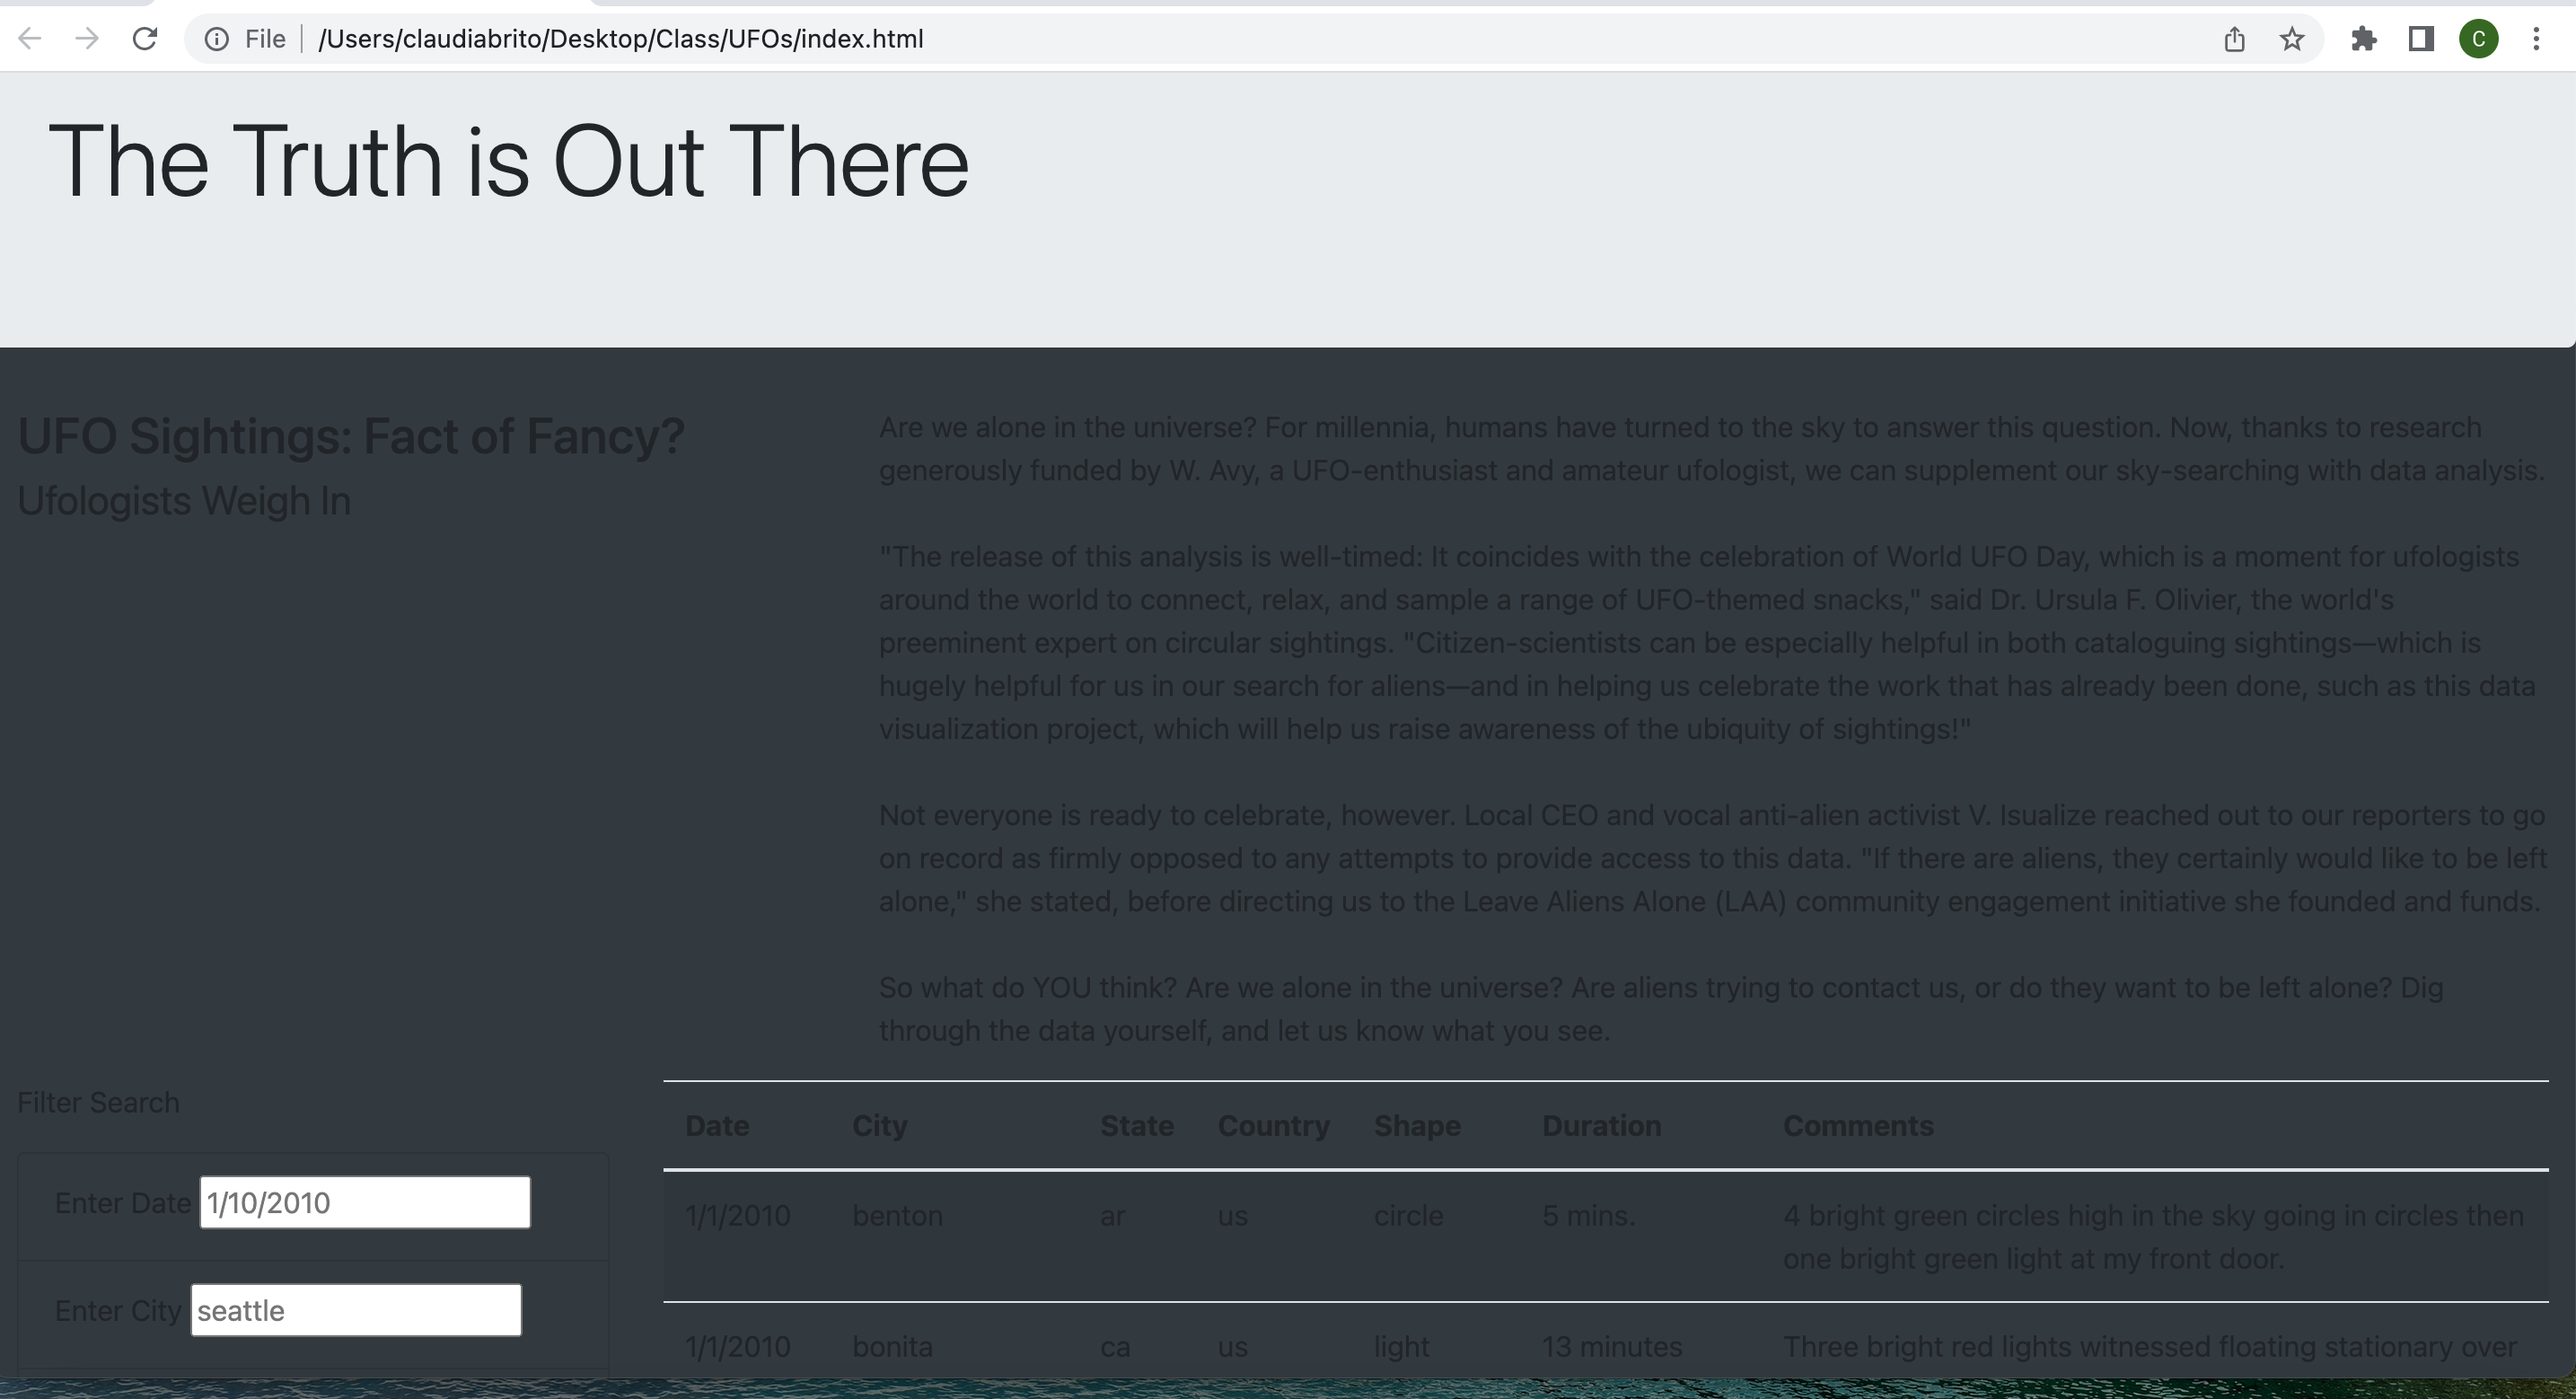 File /Users/claudiabrito/Desktop/Class/UFOs/index.html
C
The Truth is Out There
UFO Sightings: Fact of Fancy?
Ufologists Weigh In
Are we alone in the universe? For millennia, humans have turned to the sky to answer this question. Now, thanks to research
generously funded by W. Avy, a UFO-enthusiast and amateur ufologist, we can supplement our sky-searching with data analysis.
"The release of this analysis is well-timed: It coincides with the celebration of World UFO Day, which is a moment for ufologists
around the world to connect, relax, and sample a range of UFO-themed snacks," said Dr. Ursula F. Olivier, the world's
preeminent expert on circular sightings. "Citizen-scientists can be especially helpful in both cataloguing sightings—which is
hugely helpful for us in our search for aliens—and in helping us celebrate the work that has already been done, such as this data
visualization project, which will help us raise awareness of the ubiquity of sightings!"
Not everyone is ready to celebrate, however. Local CEO and vocal anti-alien activist V. Isualize reached out to our reporters to go
on record as firmly opposed to any attempts to provide access to this data. "If there are aliens, they certainly would like to be left
alone," she stated, before directing us to the Leave Aliens Alone (LAA) community engagement initiative she founded and funds.
So what do YOU think? Are we alone in the universe? Are aliens trying to contact us, or do they want to be left alone? Dig
through the data yourself, and let us know what you see.
Filter Search
Enter Date 1/10/2010
Enter City seattle
Date City State Country Shape Duration Comments
1/1/2010 benton ar us circle 5 mins. 4 bright green circles high in the sky going in circles then
one bright green light at my front door.
1/1/2010 bonita ca us light 13 minutes Three bright red lights witnessed floating stationary over